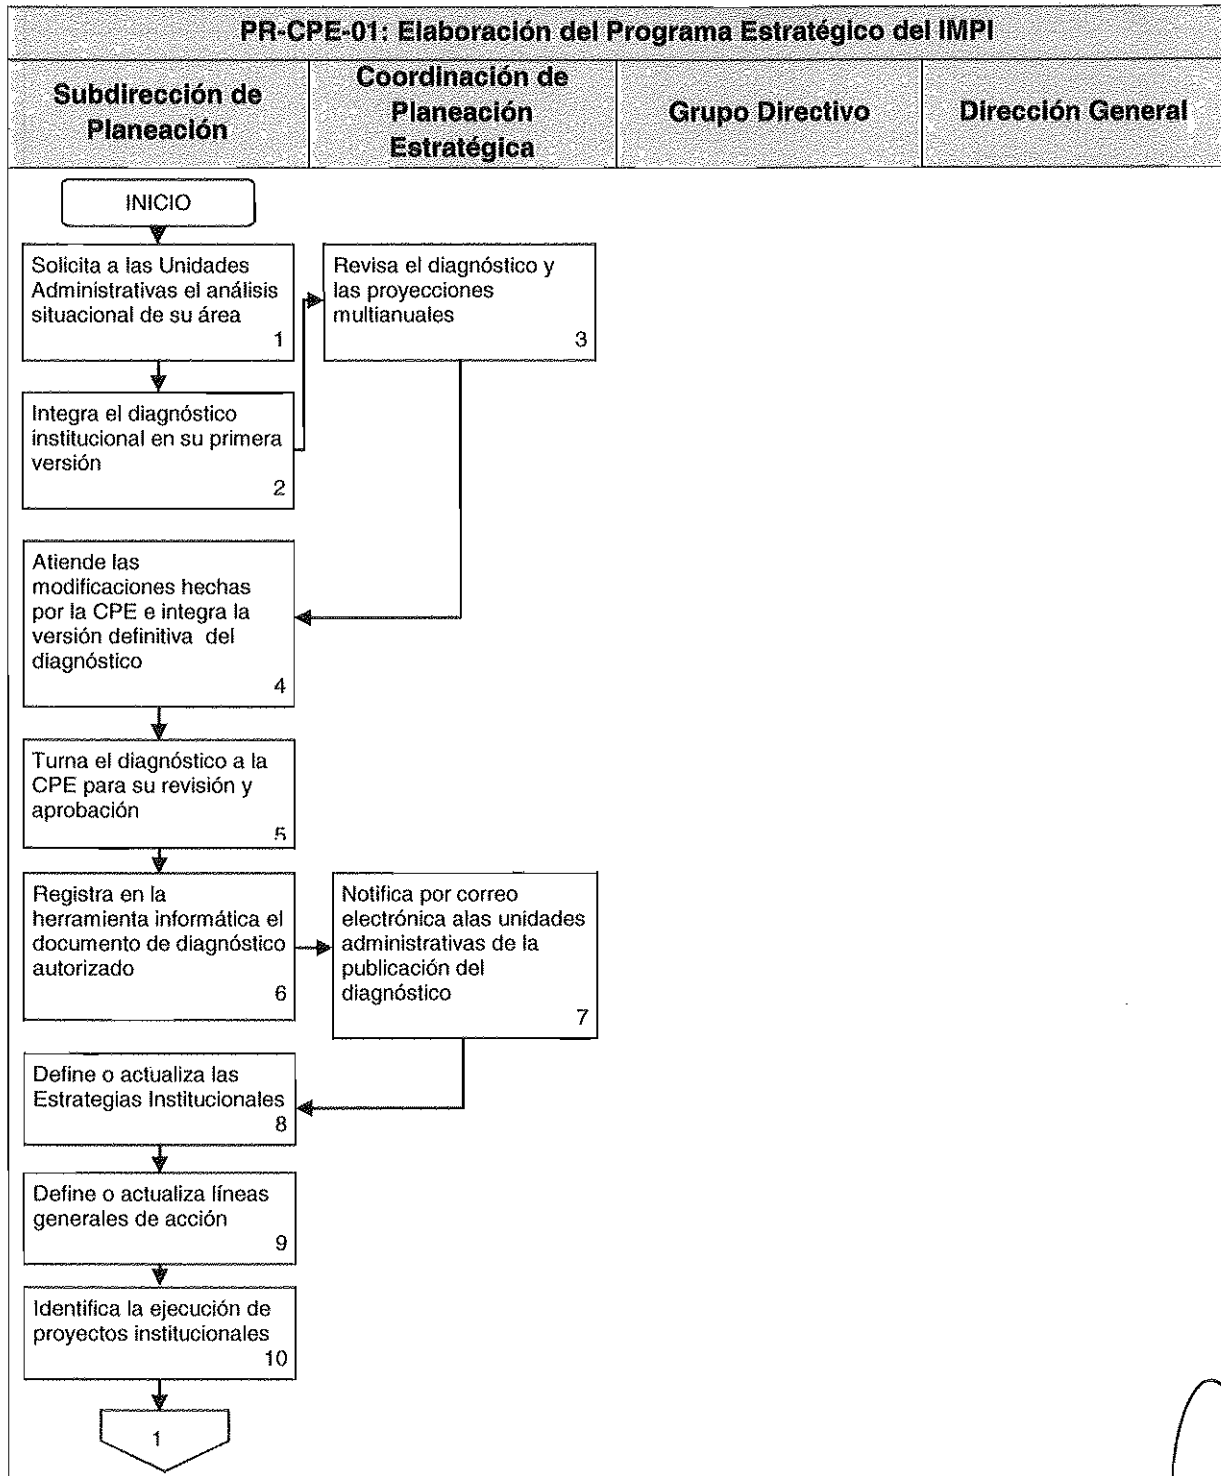 PR-CPE-01: Elaboración del Programa Estratégico del IMPI
Subdirección de
Planeación
Coordinación de
Planeación
Estratégica
Grupo Directivo
Dirección General
INICIO
Solicita a las Unidades
Administrativas el análisis
situacional de su área
1
Integra el diagnóstico
institucional en su primera
versión
2
Revisa el diagnóstico y
las proyecciones
multianuales
3
Atiende las
modificaciones hechas
por la CPE e integra la
versión definitiva del
diagnóstico
4
Turna el diagnóstico a la
CPE para su revisión y
aprobación
5
Registra en la
herramienta informática el
documento de diagnóstico
autorizado
6
Notifica por correo
electrónica alas unidades
administrativas de la
publicación del
diagnóstico
7
Define o actualiza las
Estrategias Institucionales
8
Define o actualiza líneas
generales de acción
9
Identifica la ejecución de
proyectos institucionales
10
1